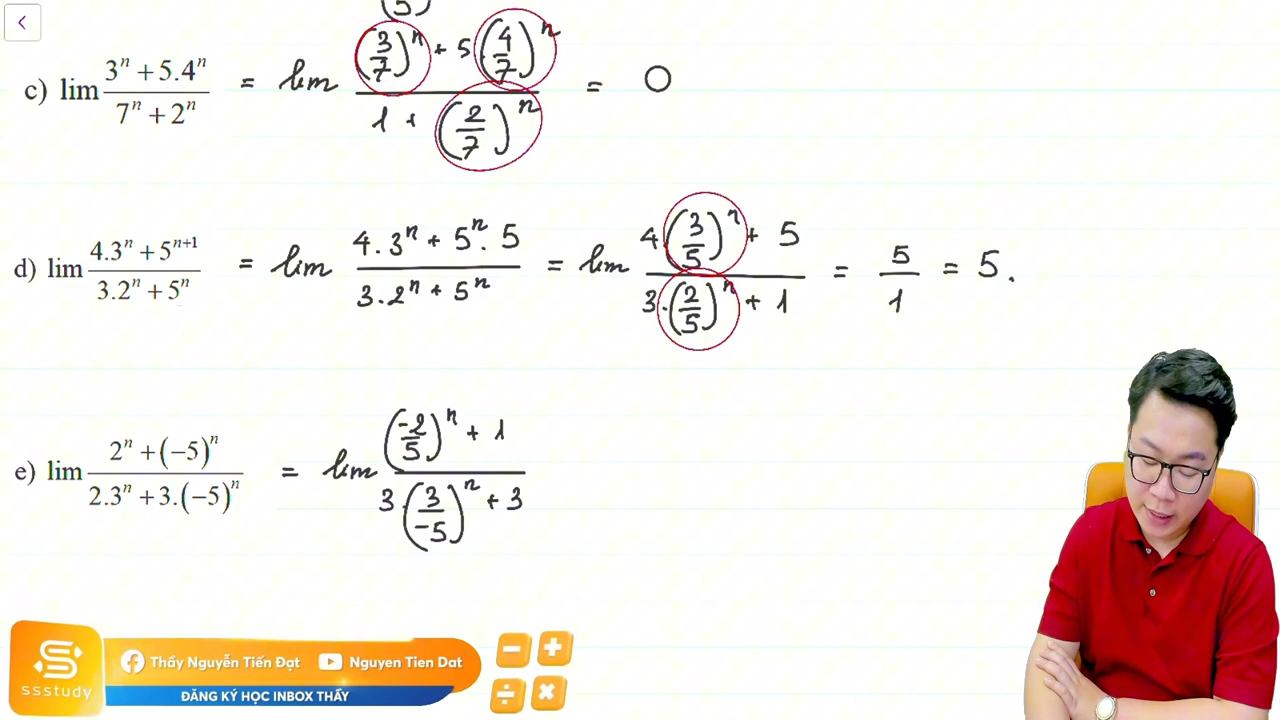 5)
c) lim (3^n + 5.4^n)/(7^n + 2^n) = lim ((3/7)^n + 5(4/7)^n)/(1 + (2/7)^n) = 0
d) lim (4.3^n + 5^(n+1))/(3.2^n + 5^n) = lim (4.3^n + 5^n.5)/(3.2^n + 5^n) = lim (4(3/5)^n + 5)/(3.(2/5)^n + 1) = 5/1 = 5.
e) lim (2^n + (-5)^n)/(2.3^n + 3.(-5)^n) = lim ((-2/5)^n + 1)/(3.(3/-5)^n + 3)
ssstudy
Thầy Nguyễn Tiến Đạt Nguyen Tien Dat
ĐĂNG KÝ HỌC INBOX THẦY